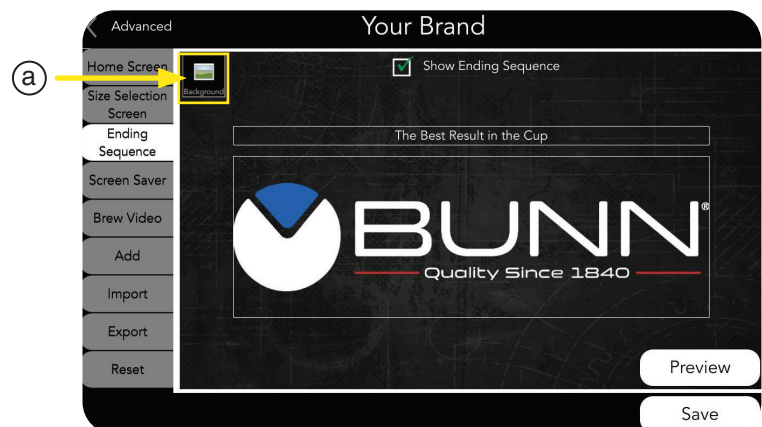 Advanced
Your Brand
a
Home Screen
Background
Show Ending Sequence
Size Selection
Screen
Ending
Sequence
The Best Result in the Cup
Screen Saver
Brew Video
BUNN®
Quality Since 1840
Add
Import
Export
Reset
Preview
Save